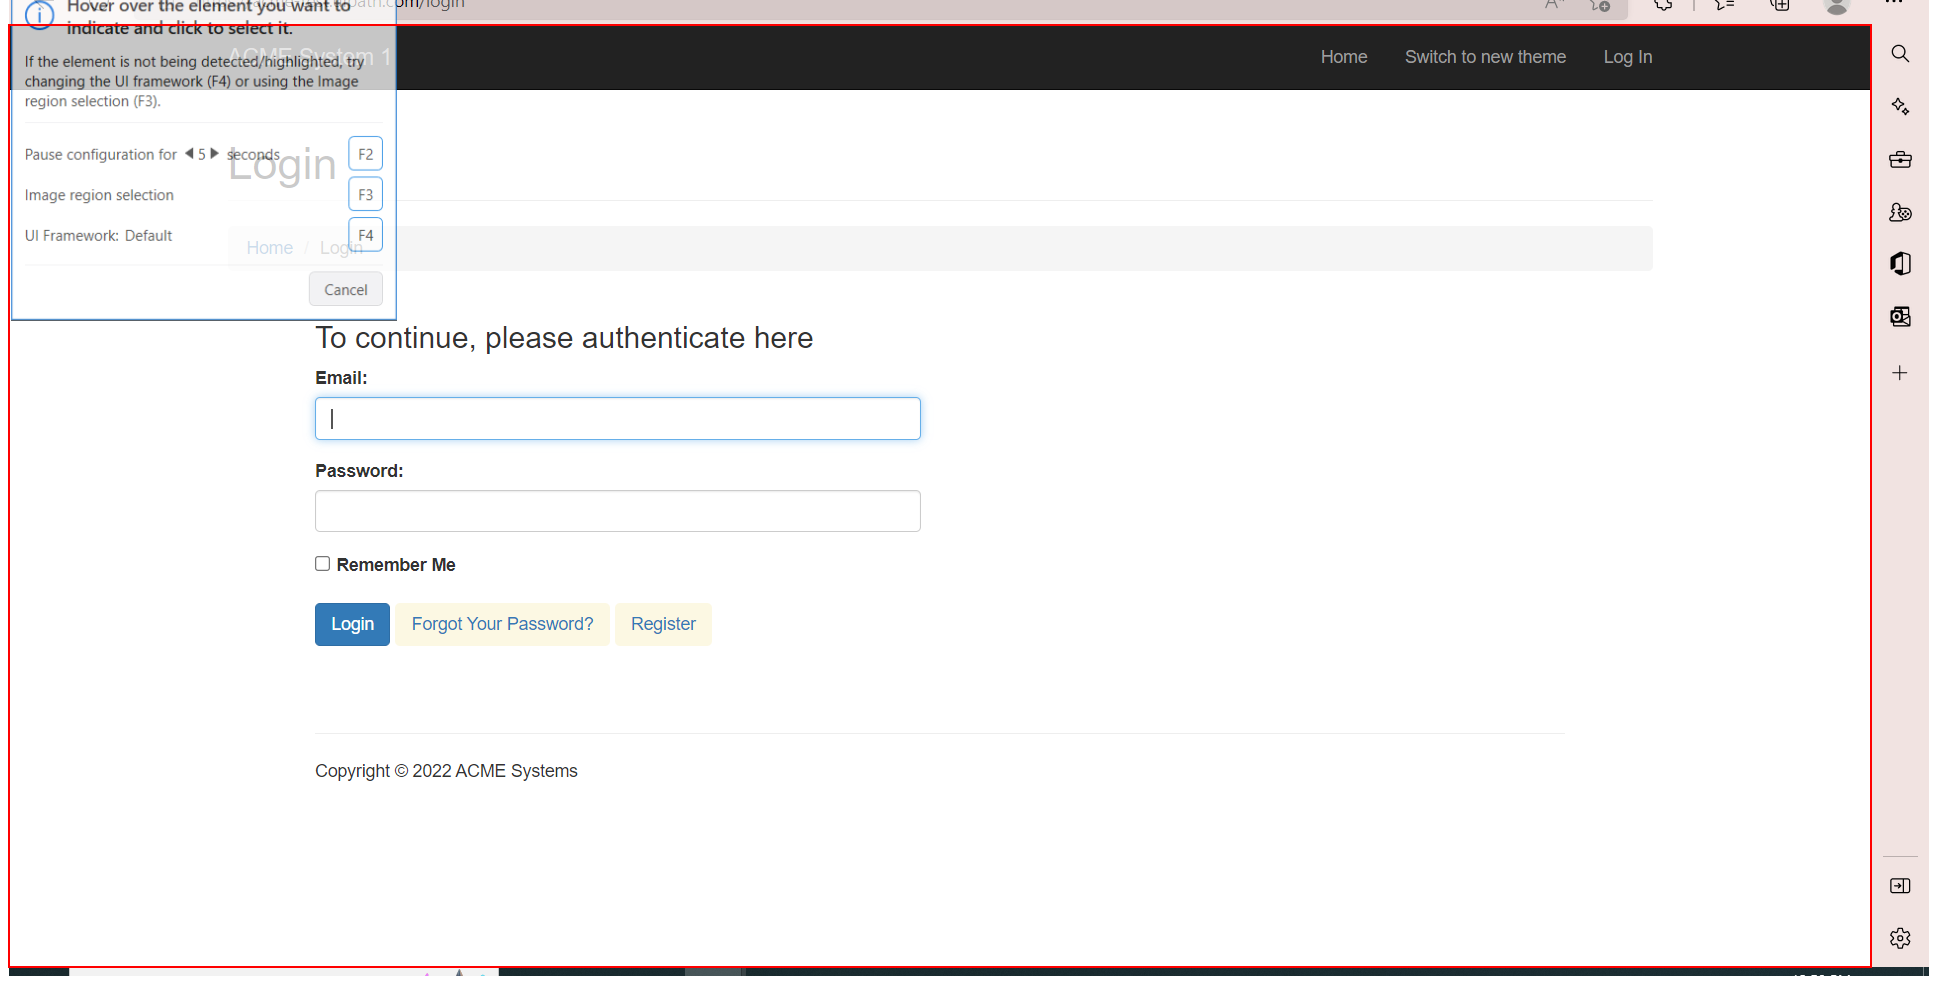 Hover over the element you want to
indicate and click to select it.
.com/login
If the element is not being detected/highlighted, try
changing the UI framework (F4) or using the Image
region selection (F3).
ACME System 1
Home Switch to new theme Log In
Pause configuration for 5 seconds F2
Image region selection F3
UI Framework: Default F4
Cancel
Login
Home / Login
To continue, please authenticate here
Email:
Password:
Remember Me
Login Forgot Your Password? Register
Copyright © 2022 ACME Systems